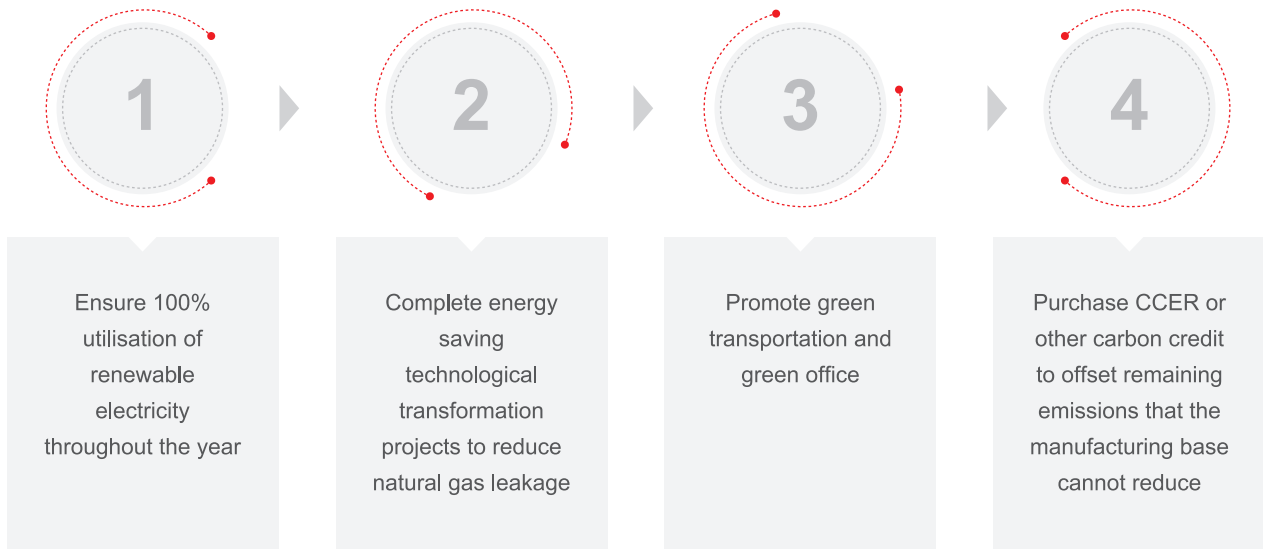 1
Ensure 100%
utilisation of
renewable
electricity
throughout the year
2
Complete energy
saving
technological
transformation
projects to reduce
natural gas leakage
3
Promote green
transportation and
green office
4
Purchase CCER or
other carbon credit
to offset remaining
emissions that the
manufacturing base
cannot reduce